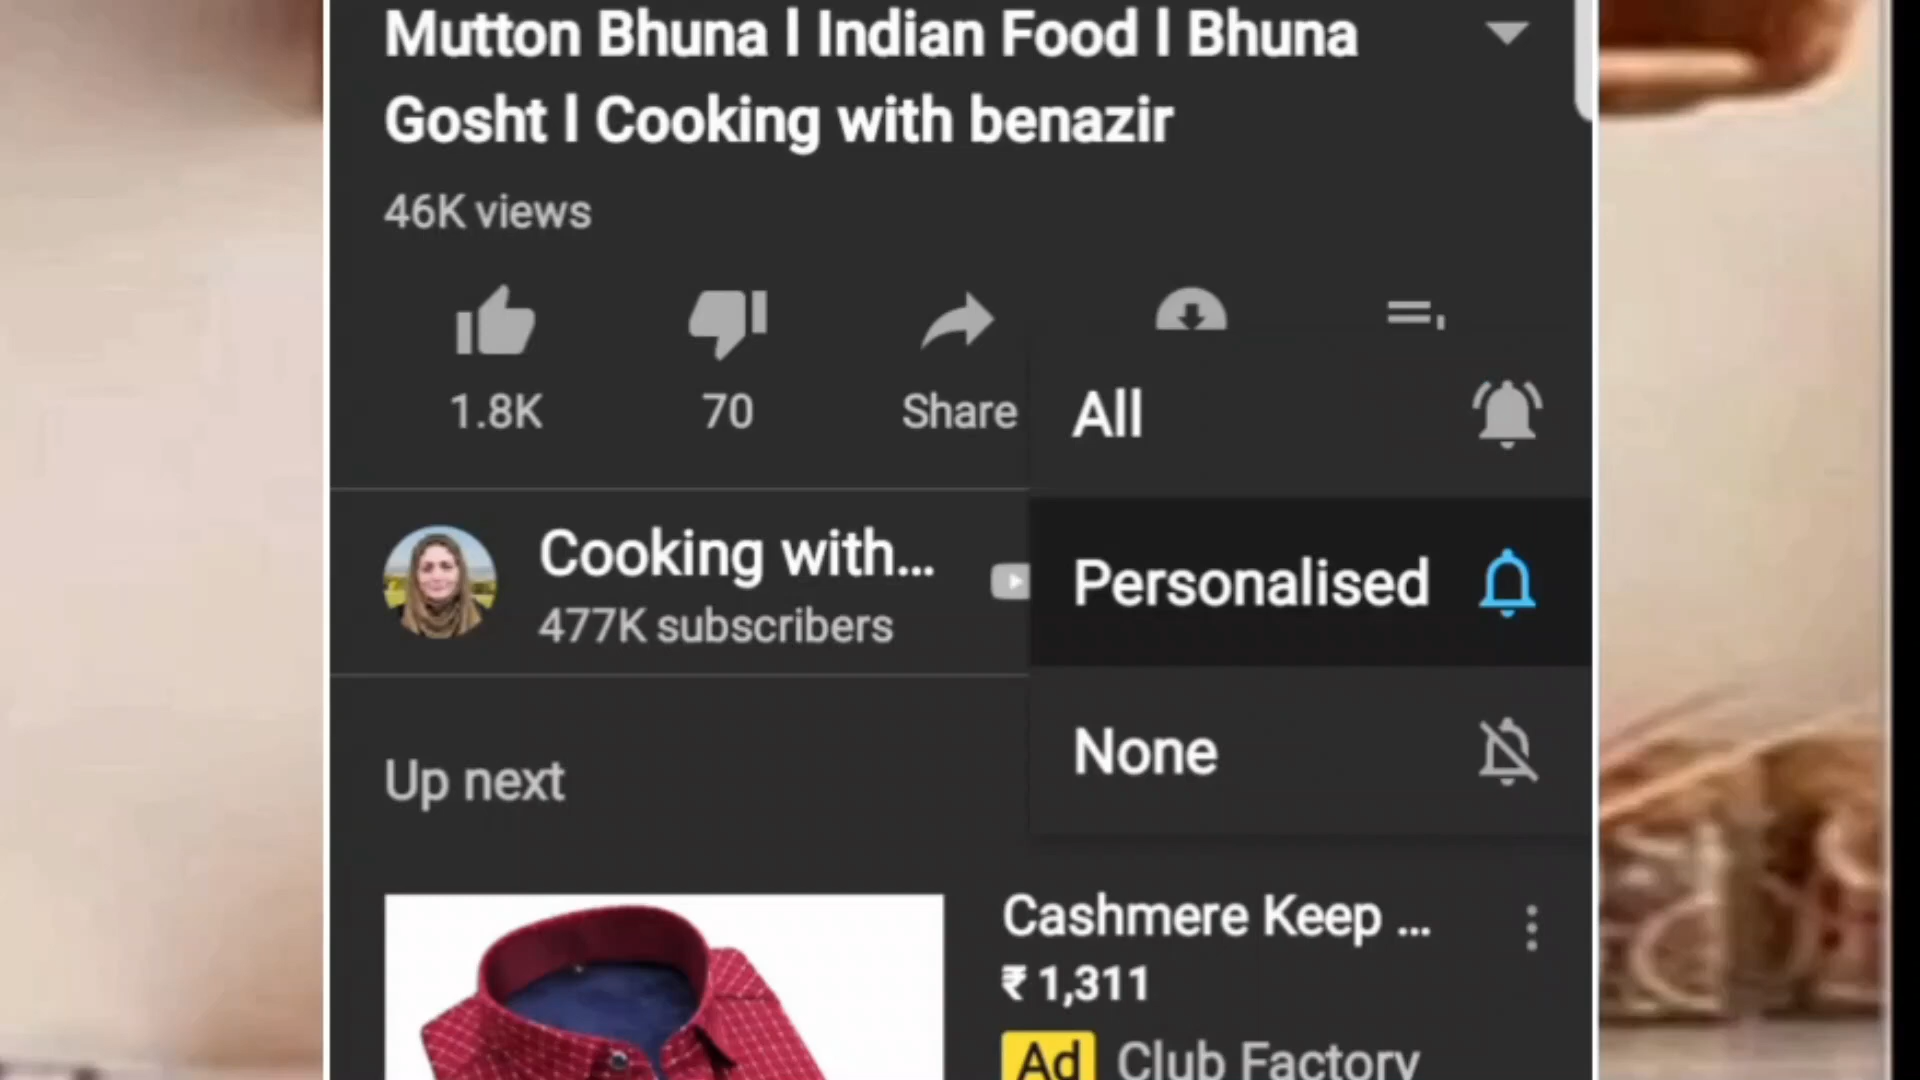 Mutton Bhuna l Indian Food l Bhuna
Gosht l Cooking with benazir
46K views
1.8K
70
Share
All
Cooking with...
477K subscribers
Personalised
None
Up next
Cashmere Keep ...
₹ 1,311
Ad Club Factory